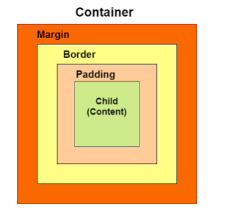 Container
Margin
Border
Padding
Child
(Content)